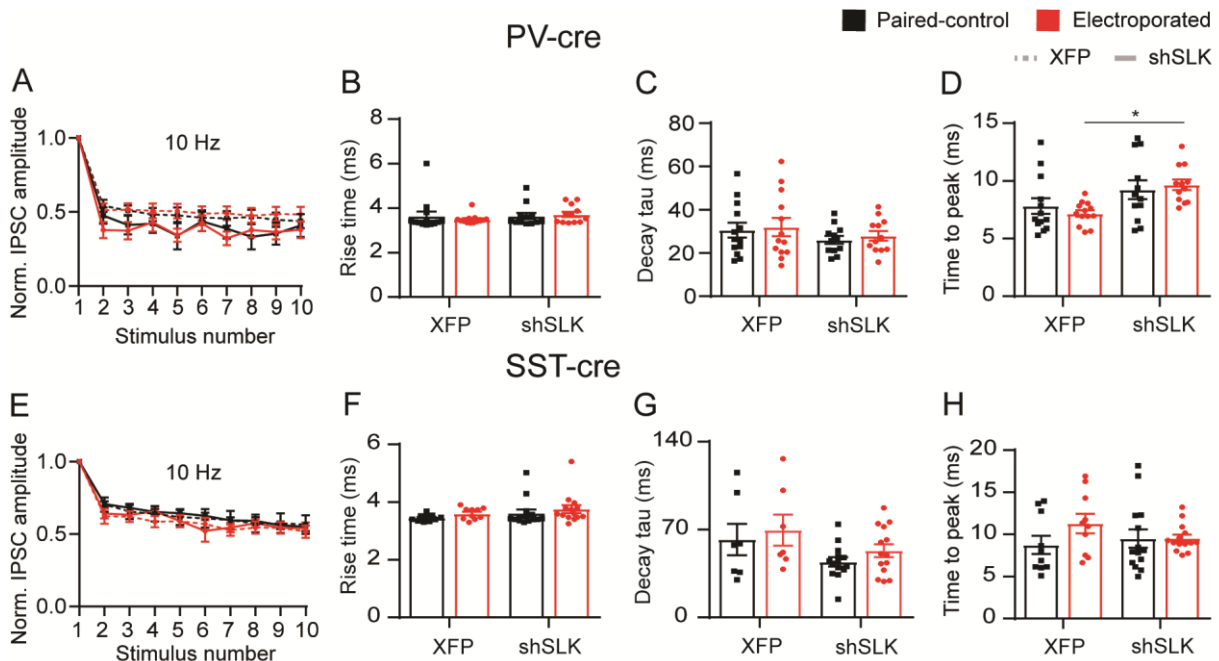 Paired-control Electroporated
PV-cre
XFP shSLK
A B C D
Norm. IPSC amplitude
1.0
0.5
0.0
10 Hz
1 2 3 4 5 6 7 8 9 10
Stimulus number
Rise time (ms)
8
6
4
2
0
XFP shSLK
Decay tau (ms)
80
60
40
20
0
XFP shSLK
Time to peak (ms)
15
10
5
0
*
XFP shSLK
SST-cre
E F G H
Norm. IPSC amplitude
1.0
0.5
0.0
10 Hz
1 2 3 4 5 6 7 8 9 10
Stimulus number
Rise time (ms)
6
4
2
0
XFP shSLK
Decay tau (ms)
140
70
0
XFP shSLK
Time to peak (ms)
20
15
10
5
0
XFP shSLK